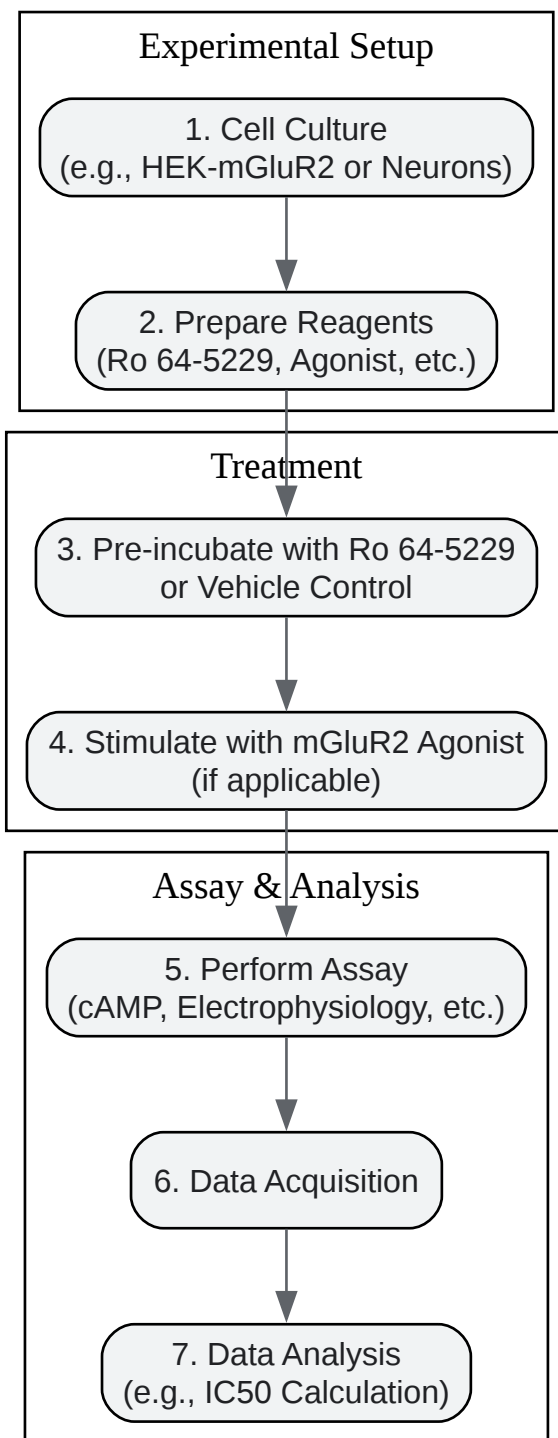 Experimental Setup
1. Cell Culture
(e.g., HEK-mGluR2 or Neurons)
2. Prepare Reagents
(Ro 64-5229, Agonist, etc.)
Treatment
3. Pre-incubate with Ro 64-5229
or Vehicle Control
4. Stimulate with mGluR2 Agonist
(if applicable)
Assay & Analysis
5. Perform Assay
(cAMP, Electrophysiology, etc.)
6. Data Acquisition
7. Data Analysis
(e.g., IC50 Calculation)